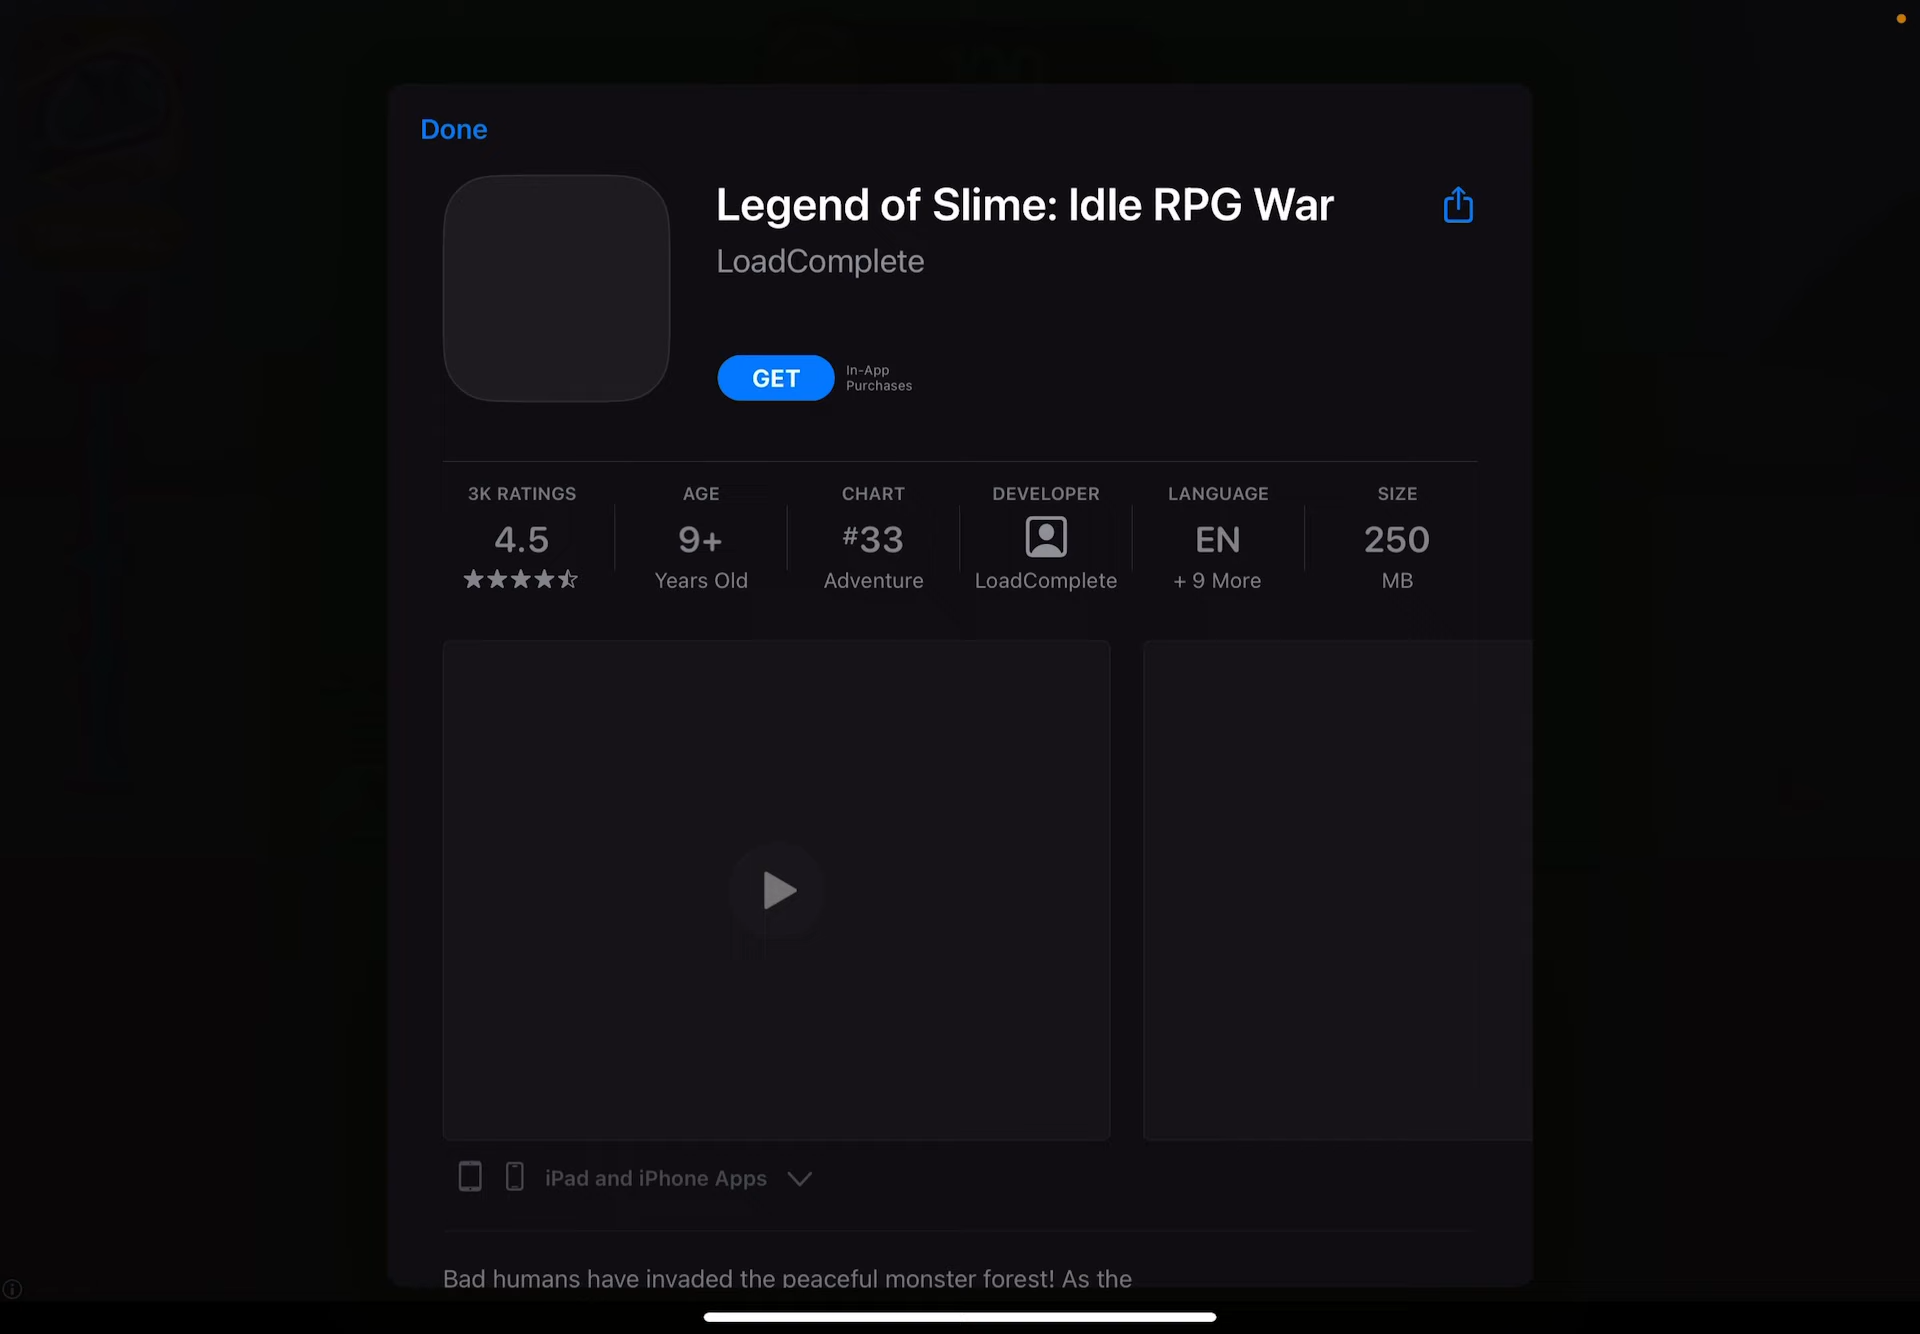 Done
Legend of Slime: Idle RPG War
LoadComplete
GET
In-App
Purchases
3K RATINGS
4.5
AGE
9+
Years Old
CHART
#33
Adventure
DEVELOPER
LoadComplete
LANGUAGE
EN
+ 9 More
SIZE
250
MB
iPad and iPhone Apps
Bad humans have invaded the peaceful monster forest! As the